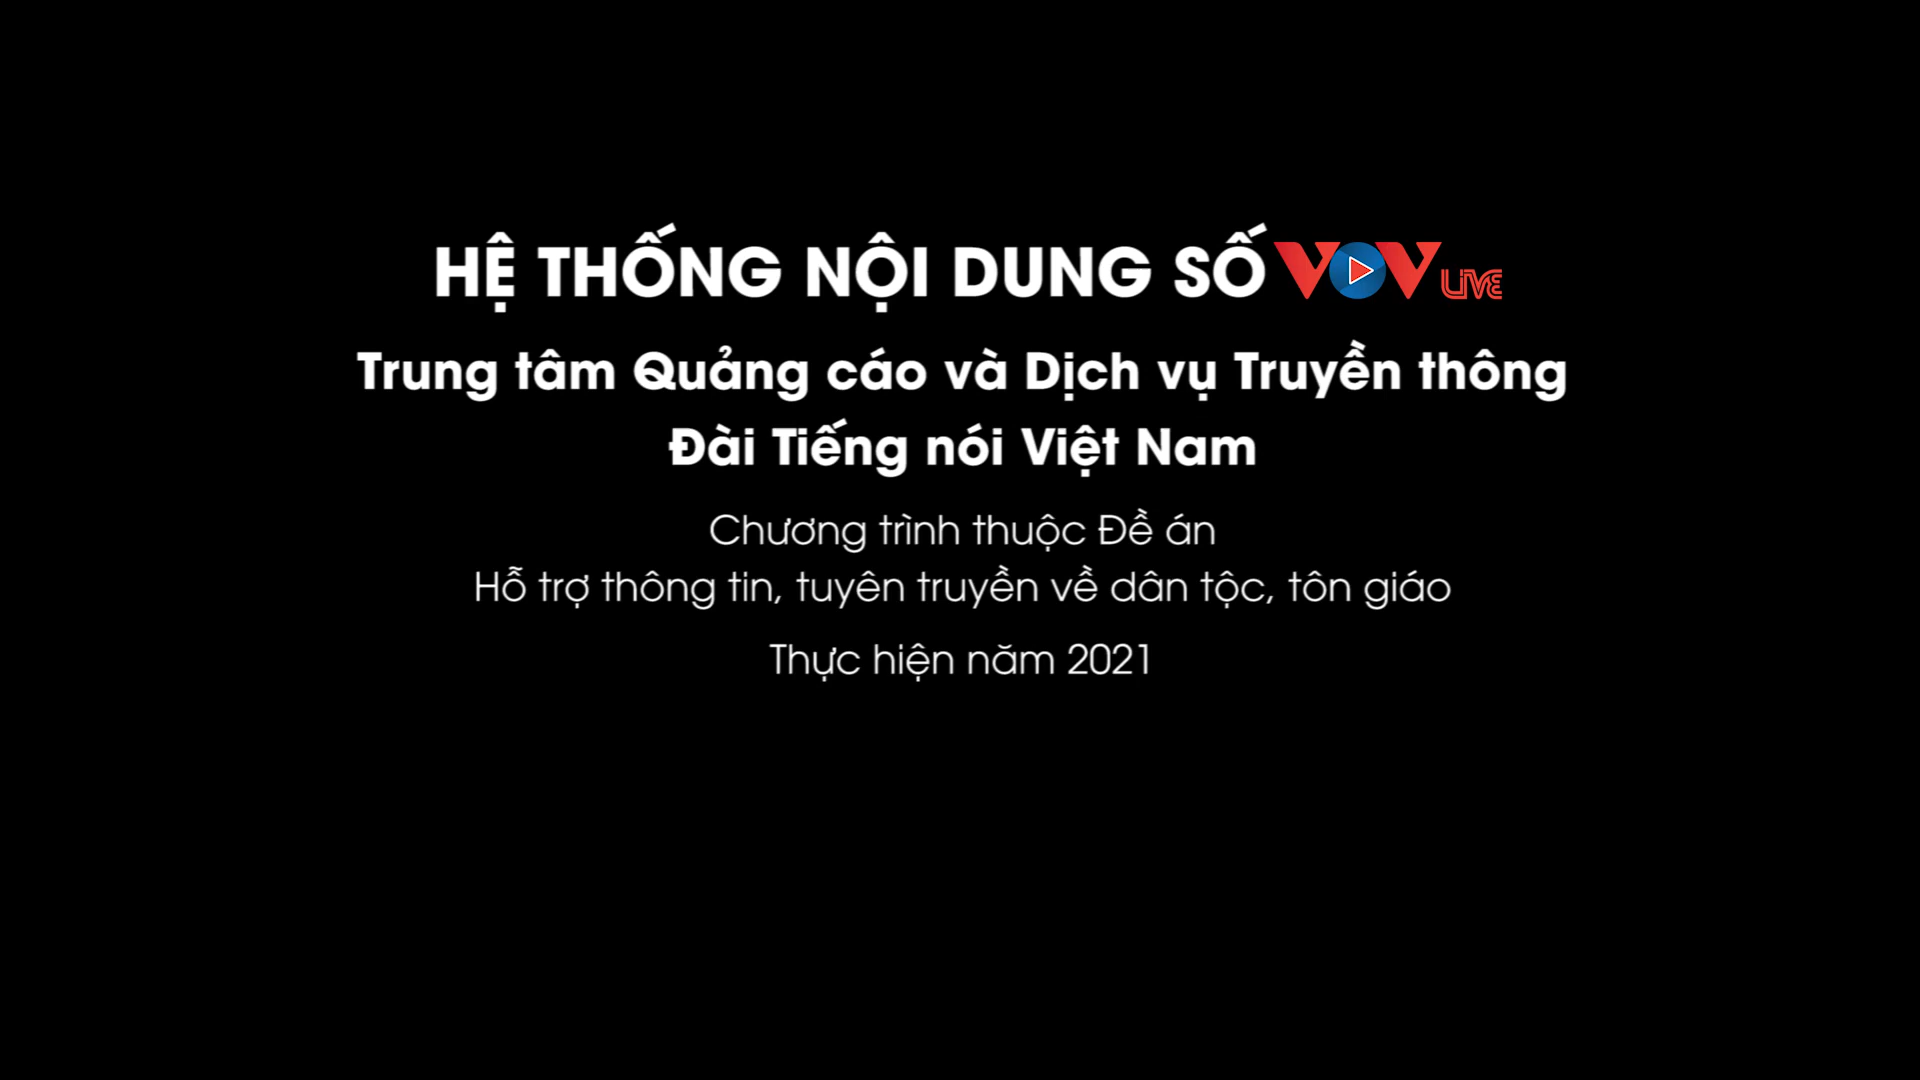 HỆ THỐNG NỘI DUNG SỐ VOV LIVE
Trung tâm Quảng cáo và Dịch vụ Truyền thông
Đài Tiếng nói Việt Nam
Chương trình thuộc Đề án
Hỗ trợ thông tin, tuyên truyền về dân tộc, tôn giáo
Thực hiện năm 2021